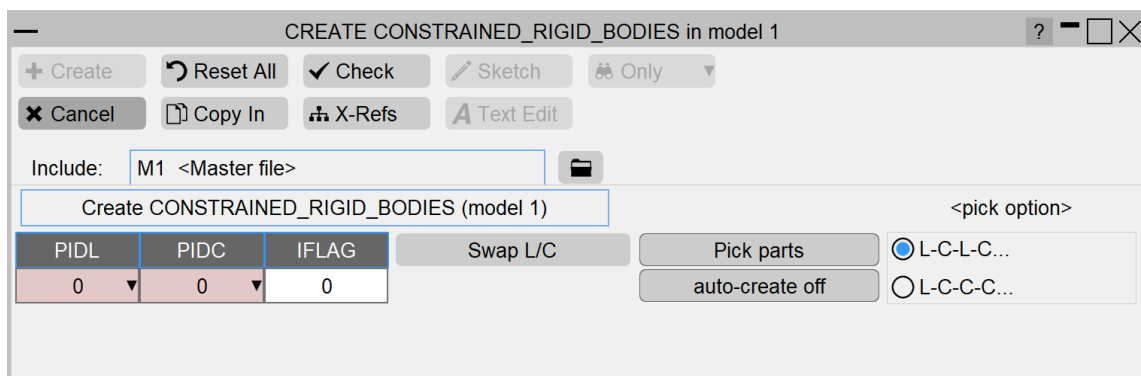 CREATE CONSTRAINED_RIGID_BODIES in model 1 ?
Create Reset All Check Sketch Only
Cancel Copy In X-Refs A Text Edit
Include: M1 <Master file>
Create CONSTRAINED_RIGID_BODIES (model 1) <pick option>
PIDL PIDC IFLAG Swap L/C Pick parts L-C-L-C...
0 0 0 auto-create off L-C-C-C...